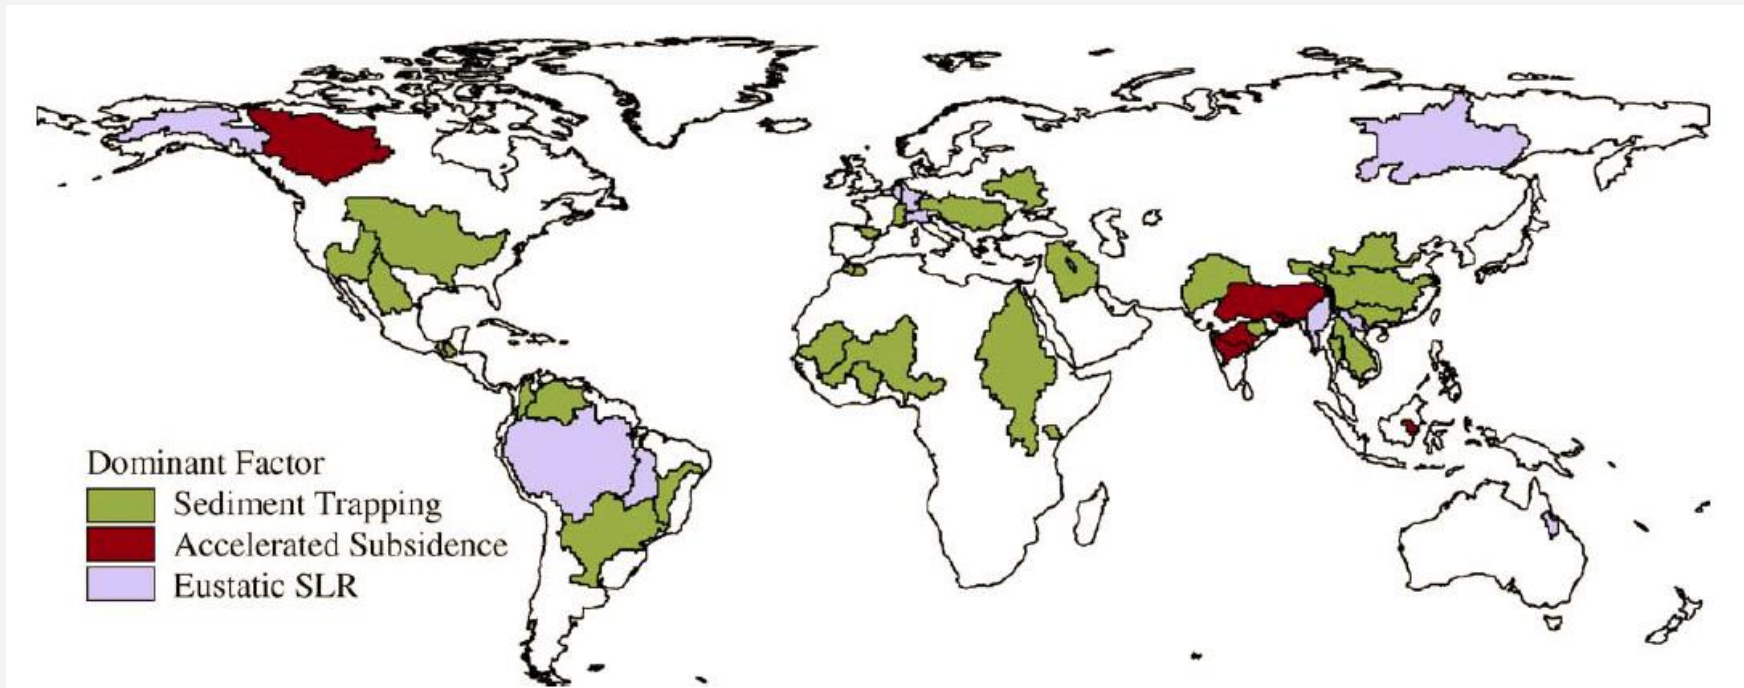 Dominant Factor
Sediment Trapping
Accelerated Subsidence
Eustatic SLR